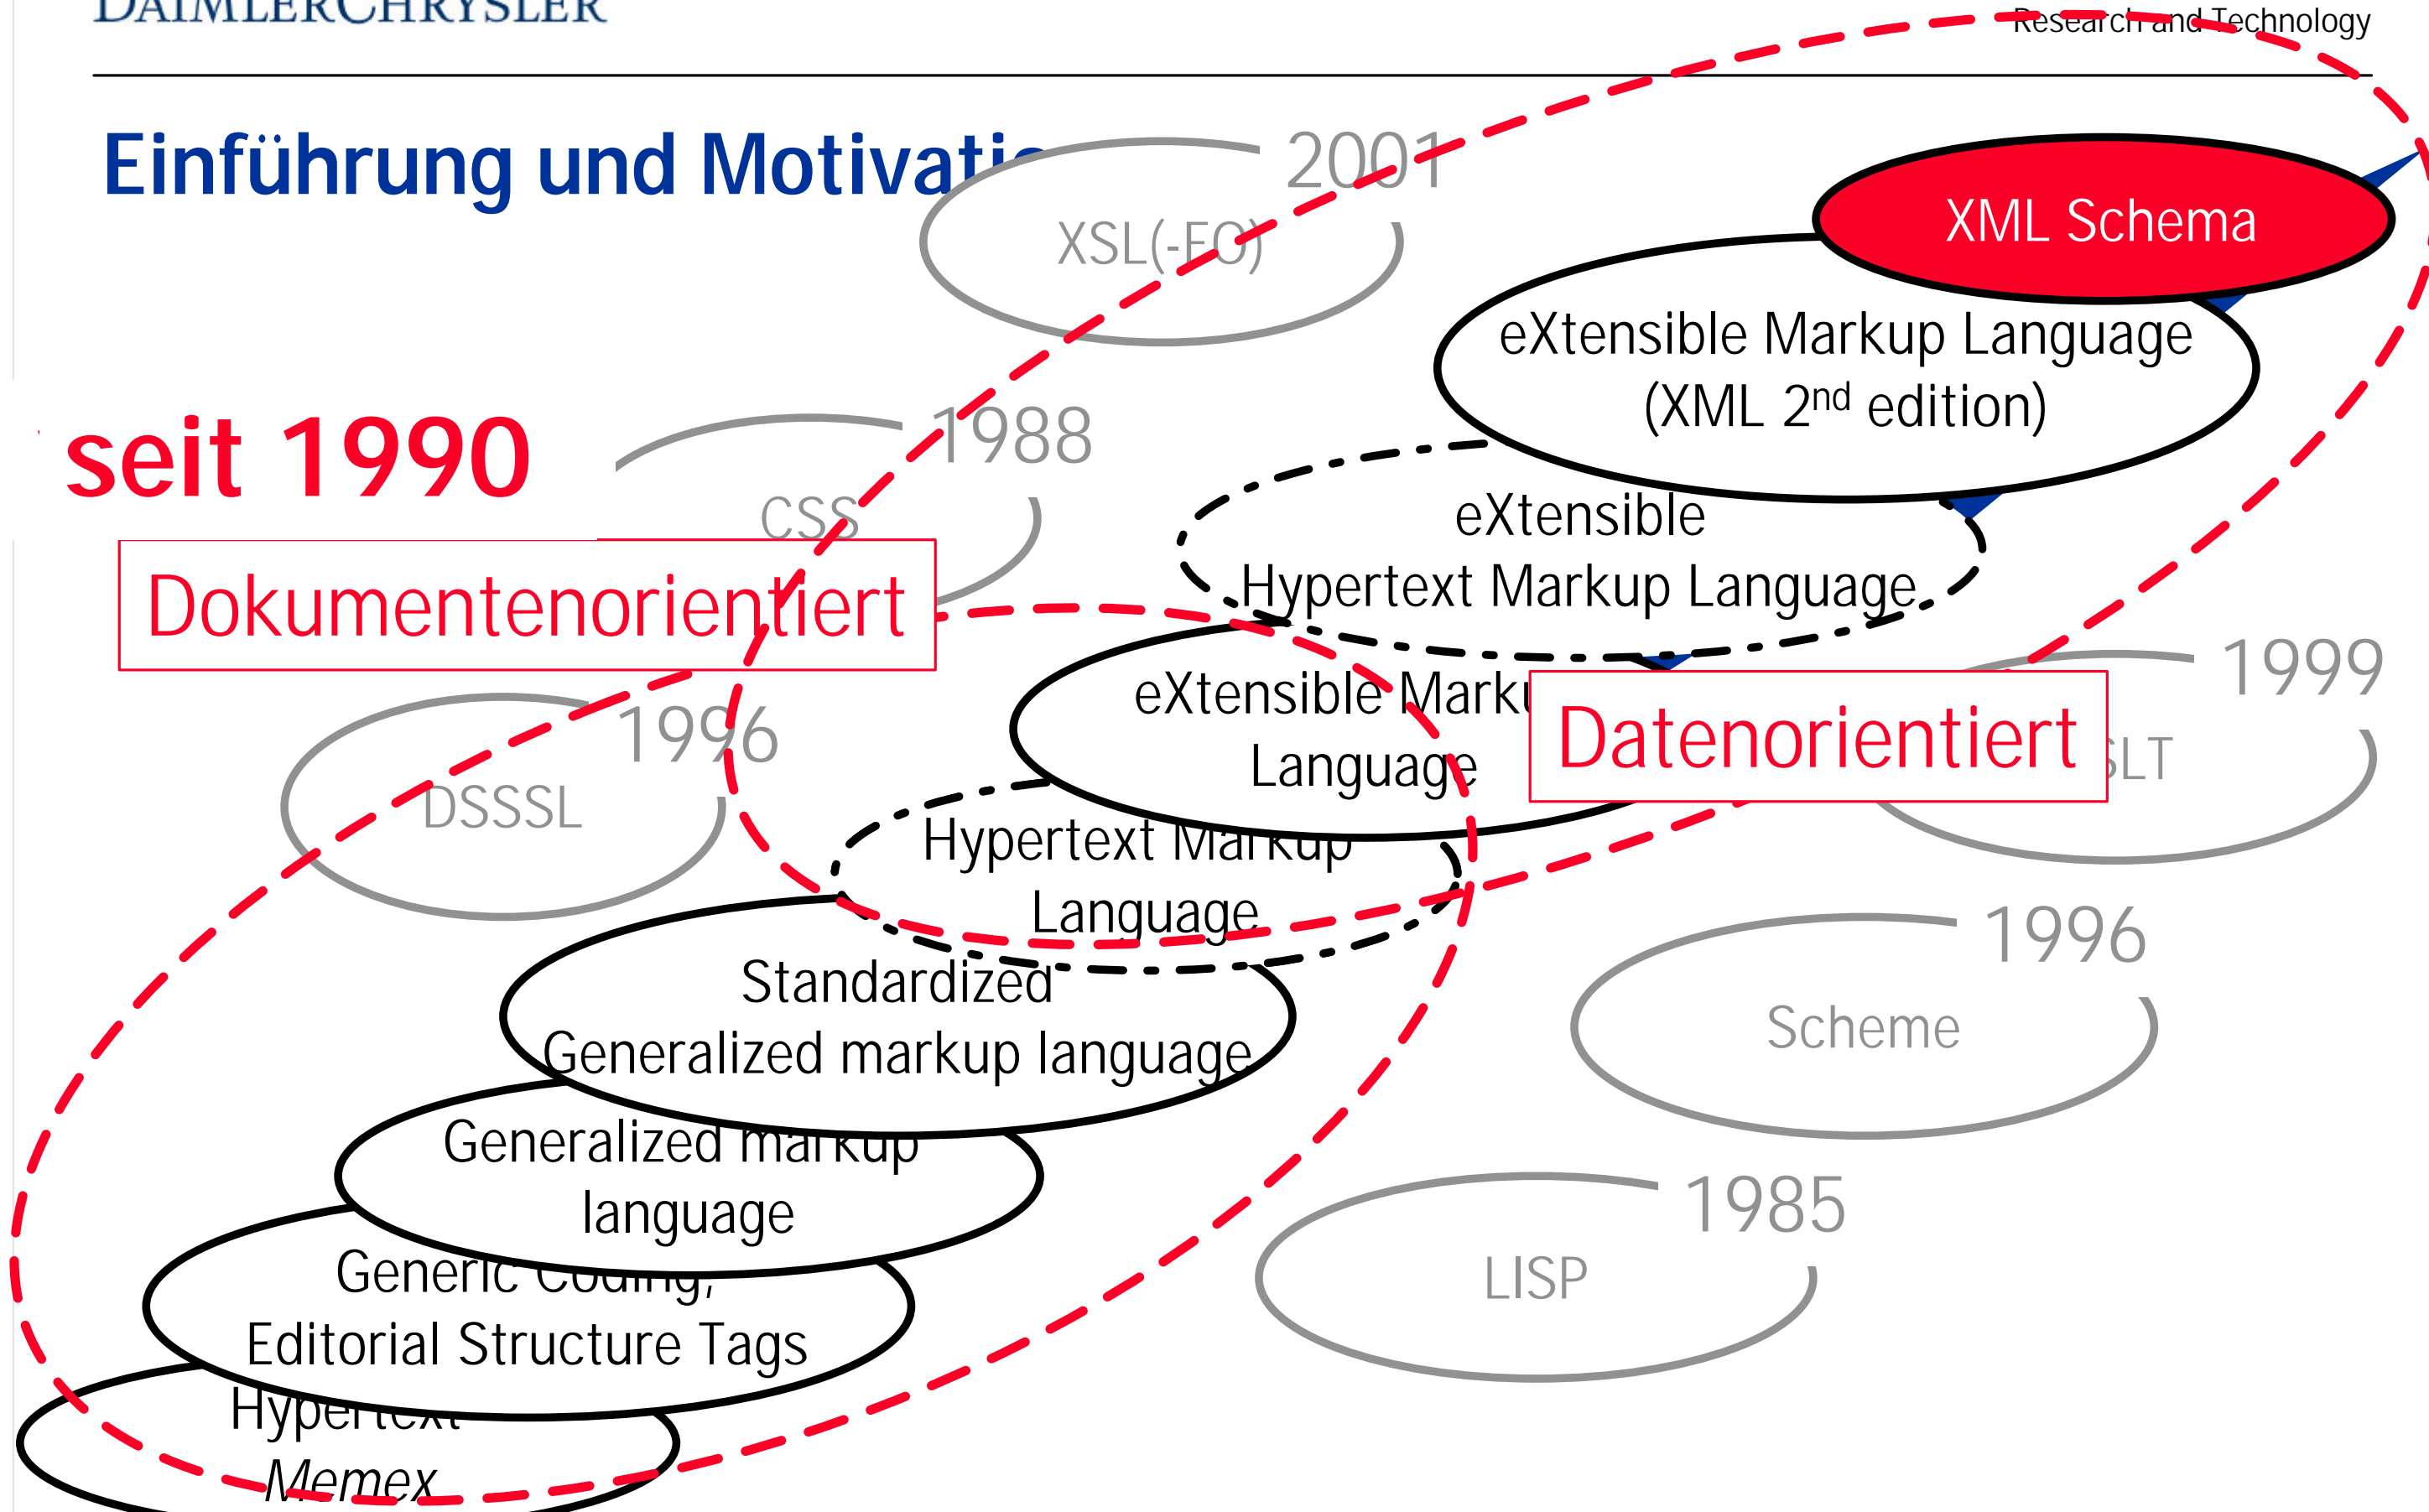 DAIMLERCHRYSLER
Research and Technology
Einführung und Motivatio
2001
XSL(-FO)
XML Schema
eXtensible Markup Language
(XML 2nd edition)
seit 1990
1988
CSS
eXtensible
Hypertext Markup Language
Dokumentenorientiert
1999
SLT
eXtensible Marku
Language
Datenorientiert
1996
DSSSL
Hypertext Markup
Language
1996
Scheme
Standardized
Generalized markup language
Generalized markup
language
1985
LISP
Generic Coding,
Editorial Structure Tags
Hypertext
Memex